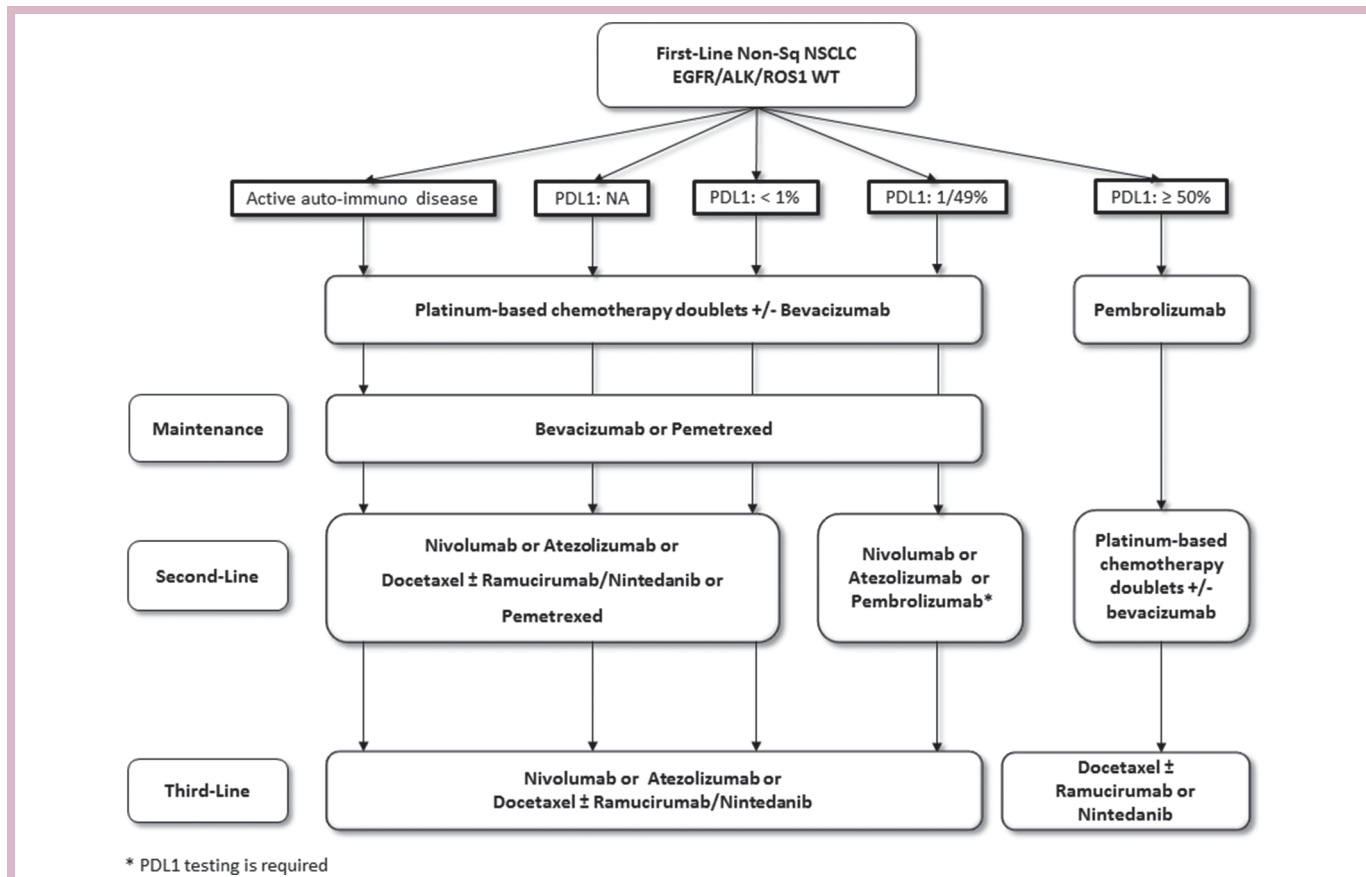 First-Line Non-Sq NSCLC
EGFR/ALK/ROS1 WT
Active auto-immuno disease
PDL1: NA
PDL1: < 1%
PDL1: 1/49%
PDL1: ≥ 50%
Platinum-based chemotherapy doublets +/- Bevacizumab
Pembrolizumab
Maintenance
Bevacizumab or Pemetrexed
Second-Line
Nivolumab or Atezolizumab or
Docetaxel ± Ramucirumab/Nintedanib or
Pemetrexed
Nivolumab or
Atezolizumab or
Pembrolizumab*
Platinum-based
chemotherapy
doublets +/-
bevacizumab
Third-Line
Nivolumab or Atezolizumab or
Docetaxel ± Ramucirumab/Nintedanib
Docetaxel ±
Ramucirumab or
Nintedanib
* PDL1 testing is required